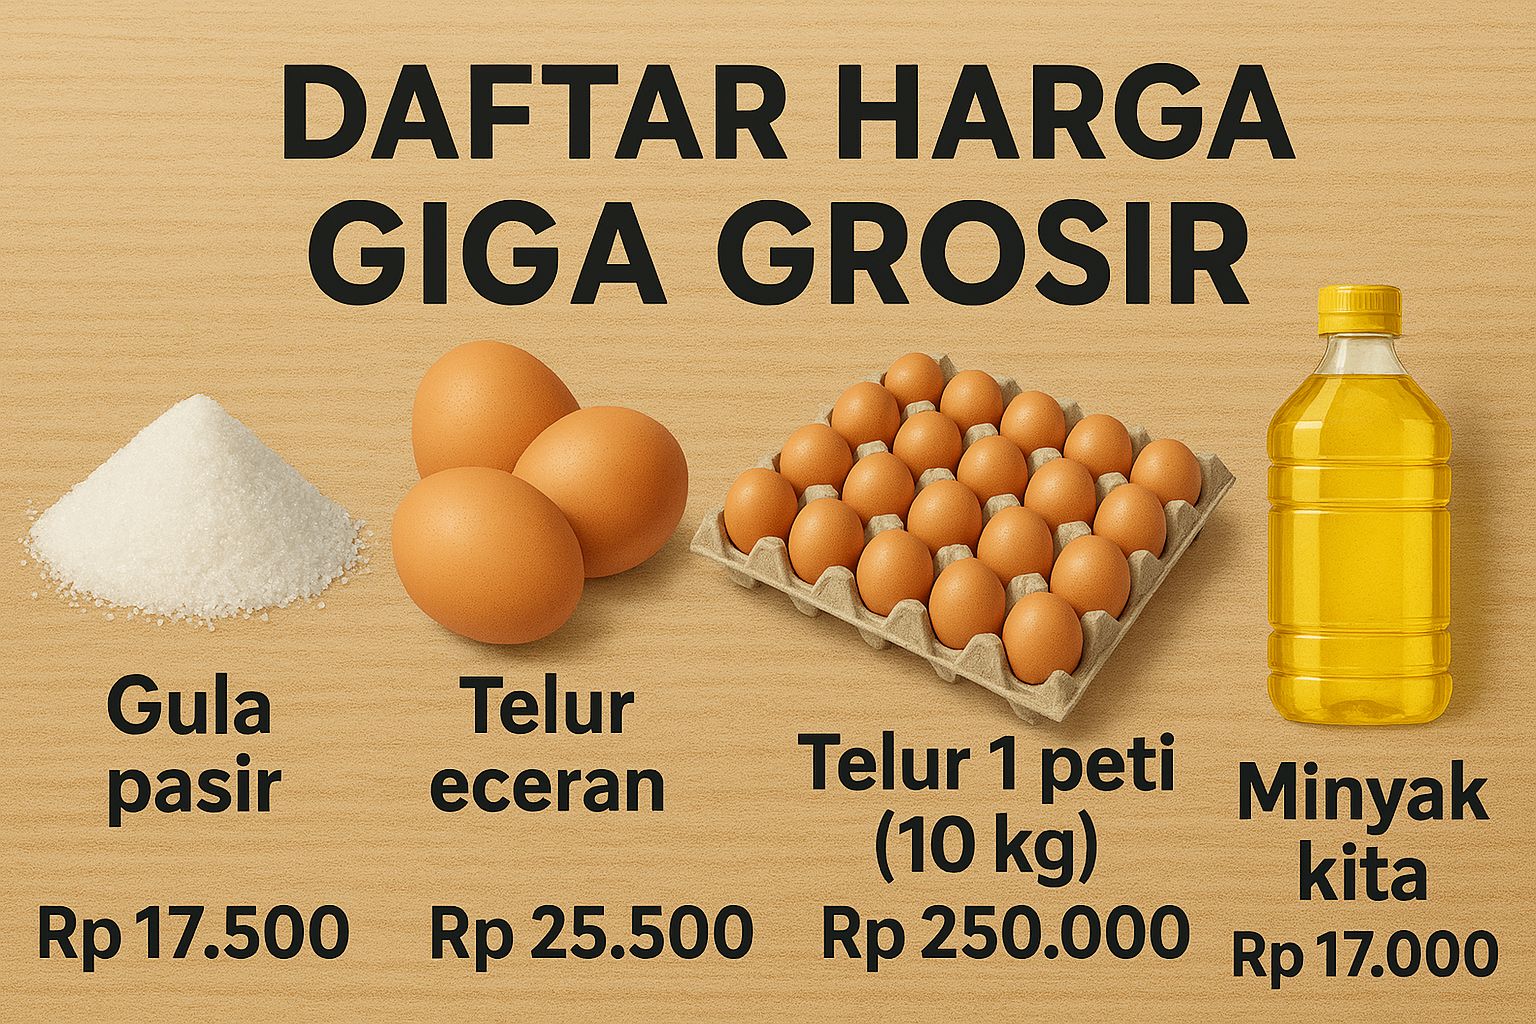 DAFTAR HARGA
GIGA GROSIR
Gula
pasir
Rp 17.500
Telur
eceran
Rp 25.500
Telur 1 peti
(10 kg)
Rp 250.000
Minyak
kita
Rp 17.000